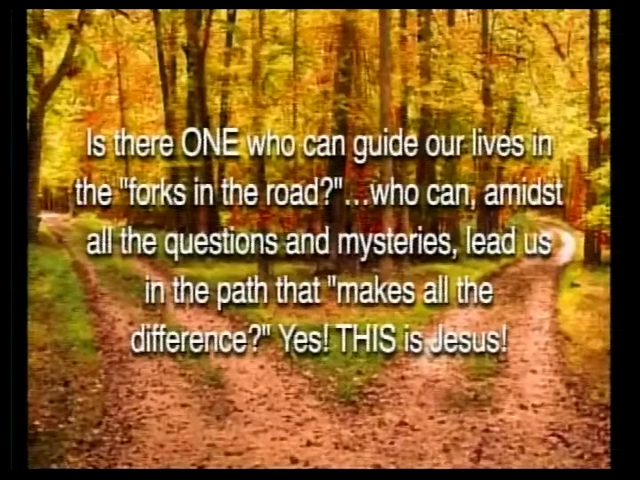 Is there ONE who can guide our lives in
the "forks in the road?"...who can, amidst
all the questions and mysteries, lead us
in the path that "makes all the
difference?" Yes! THIS is Jesus!